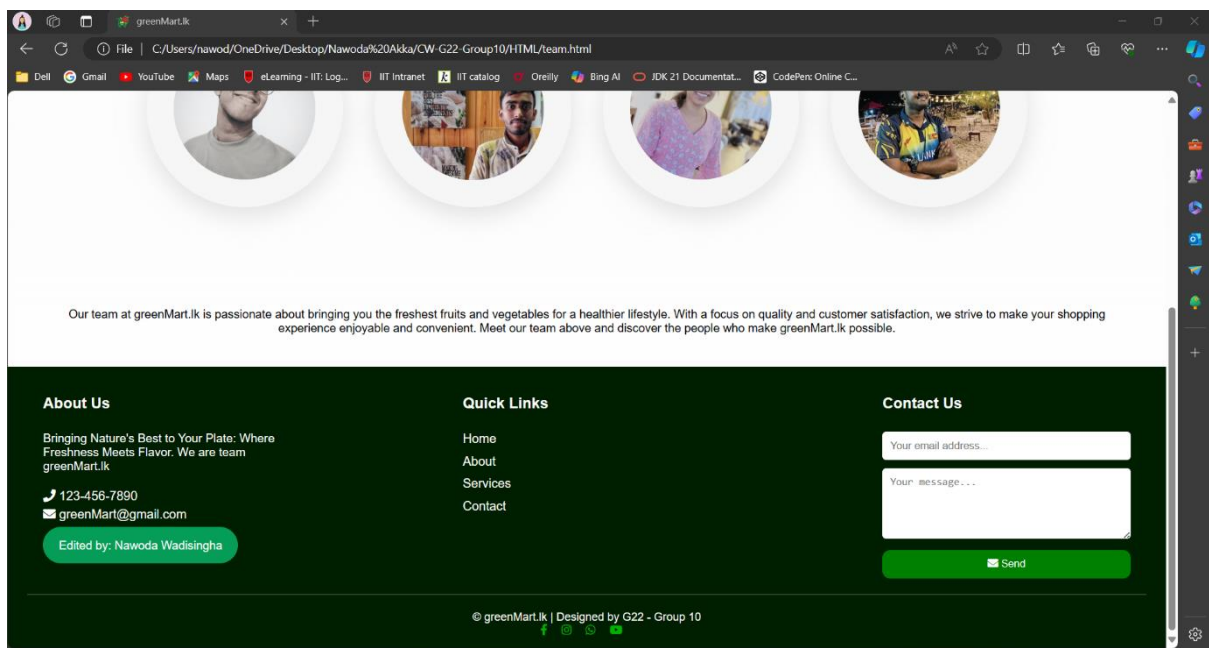 greenMart.lk
File | C:/Users/nawod/OneDrive/Desktop/Nawoda%20Akka/CW-G22-Group10/HTML/team.html
Dell Gmail YouTube Maps eLearning - IIT: Log... IIT Intranet IIT catalog Oreilly Bing AI JDK 21 Documentat... CodePen: Online C...
Our team at greenMart.lk is passionate about bringing you the freshest fruits and vegetables for a healthier lifestyle. With a focus on quality and customer satisfaction, we strive to make your shopping
experience enjoyable and convenient. Meet our team above and discover the people who make greenMart.lk possible.
About Us
Bringing Nature's Best to Your Plate: Where
Freshness Meets Flavor. We are team
greenMart.lk
123-456-7890
greenMart@gmail.com
Edited by: Nawoda Wadisingha
Quick Links
Home
About
Services
Contact
Contact Us
Your email address...
Your message...
Send
© greenMart.lk | Designed by G22 - Group 10